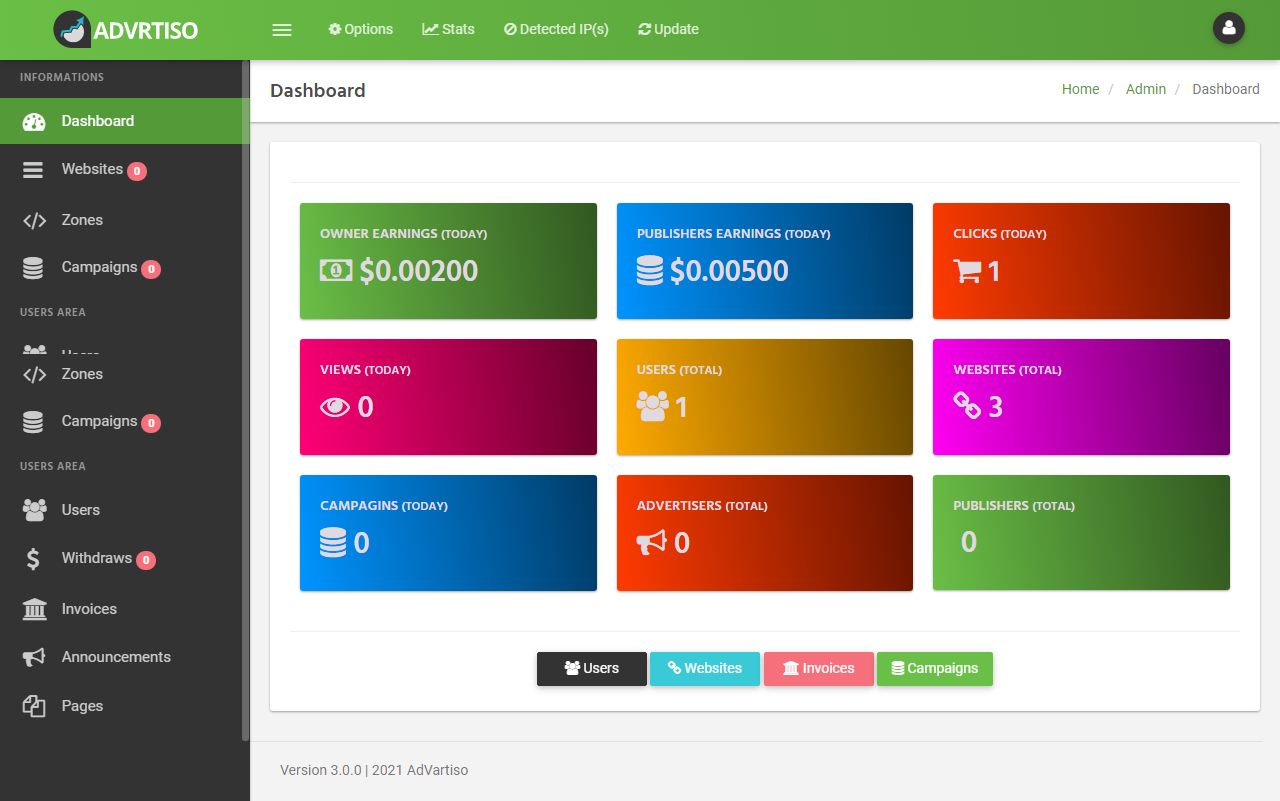 ADVRTISO
Options Stats Detected IP(s) Update
INFORMATIONS
Dashboard
Websites 0
Zones
Campaigns 0
USERS AREA
Users
Zones
Campaigns 0
USERS AREA
Users
Withdraws 0
Invoices
Announcements
Pages
Dashboard
Home / Admin / Dashboard
OWNER EARNINGS (TODAY)
$0.00200
PUBLISHERS EARNINGS (TODAY)
$0.00500
CLICKS (TODAY)
1
VIEWS (TODAY)
0
USERS (TOTAL)
1
WEBSITES (TOTAL)
3
CAMPAGINS (TODAY)
0
ADVERTISERS (TOTAL)
0
PUBLISHERS (TOTAL)
0
Users Websites Invoices Campaigns
Version 3.0.0 | 2021 AdVartiso